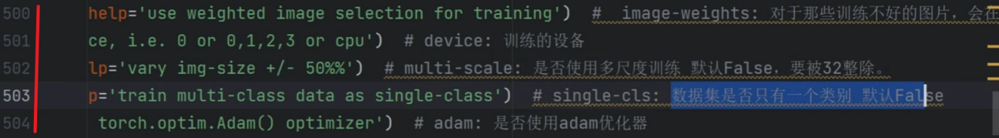 500 help='use weighted image selection for training') # image-weights: 对于那些训练不好的图片，会在
501 ce, i.e. 0 or 0,1,2,3 or cpu') # device: 训练的设备
502 lp='vary img-size +/- 50%%') # multi-scale: 是否使用多尺度训练 默认False，要被32整除。
503 p='train multi-class data as single-class') # single-cls: 数据集是否只有一个类别 默认False
504 torch.optim.Adam() optimizer') # adam: 是否使用adam优化器